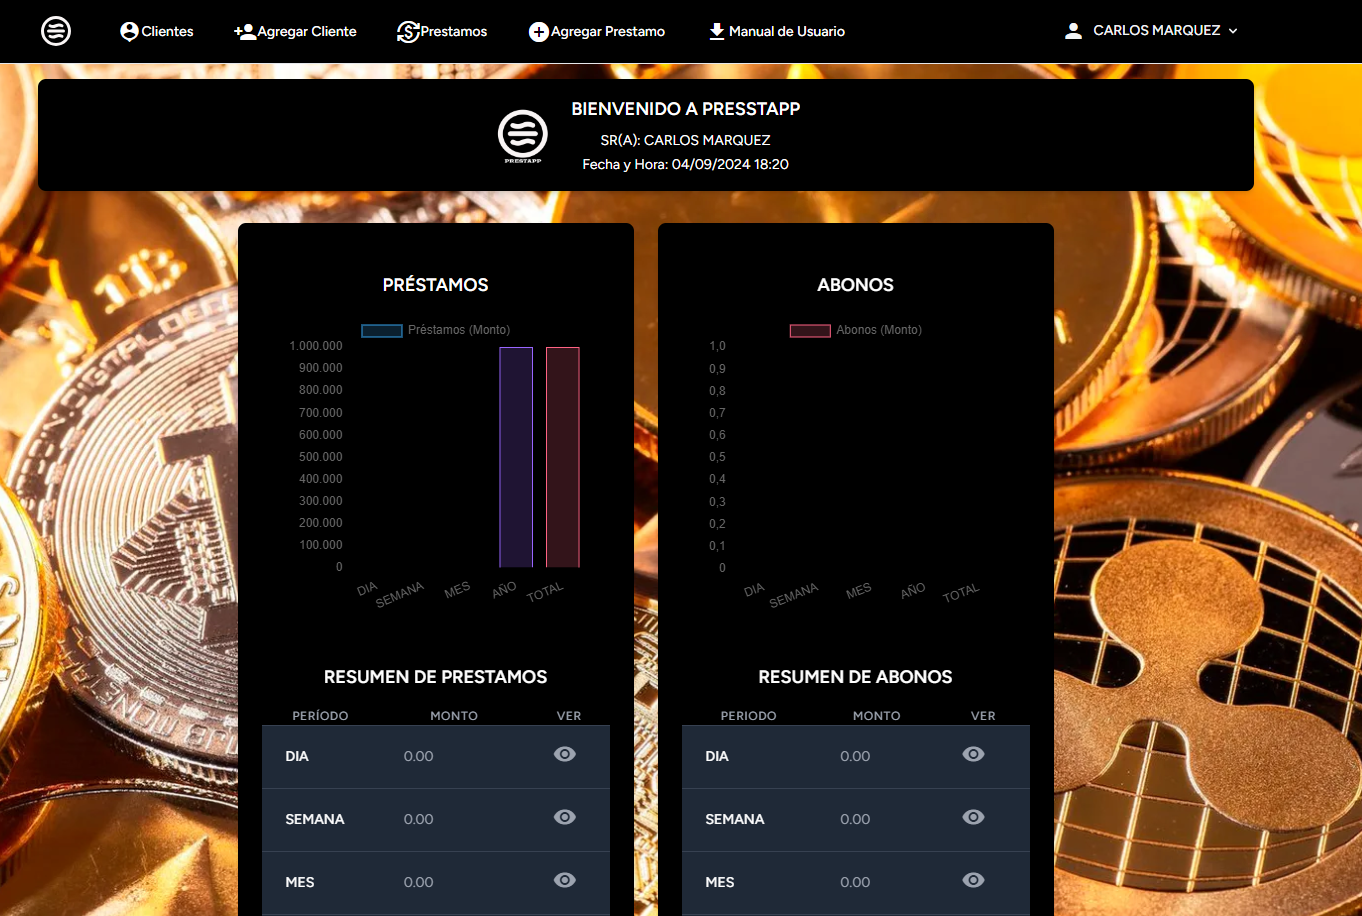 Clientes
Agregar Cliente
Prestamos
Agregar Prestamo
Manual de Usuario
CARLOS MARQUEZ
PRESTAPP
BIENVENIDO A PRESSTAPP
SR(A): CARLOS MARQUEZ
Fecha y Hora: 04/09/2024 18:20
PRÉSTAMOS
Préstamos (Monto)
1.000.000
900.000
800.000
700.000
600.000
500.000
400.000
300.000
200.000
100.000
0
DIA
SEMANA
MES
AÑO
TOTAL
RESUMEN DE PRESTAMOS
PERÍODO MONTO VER
DIA 0.00
SEMANA 0.00
MES 0.00
ABONOS
Abonos (Monto)
1,0
0,9
0,8
0,7
0,6
0,5
0,4
0,3
0,2
0,1
0
DIA
SEMANA
MES
AÑO
TOTAL
RESUMEN DE ABONOS
PERIODO MONTO VER
DIA 0.00
SEMANA 0.00
MES 0.00